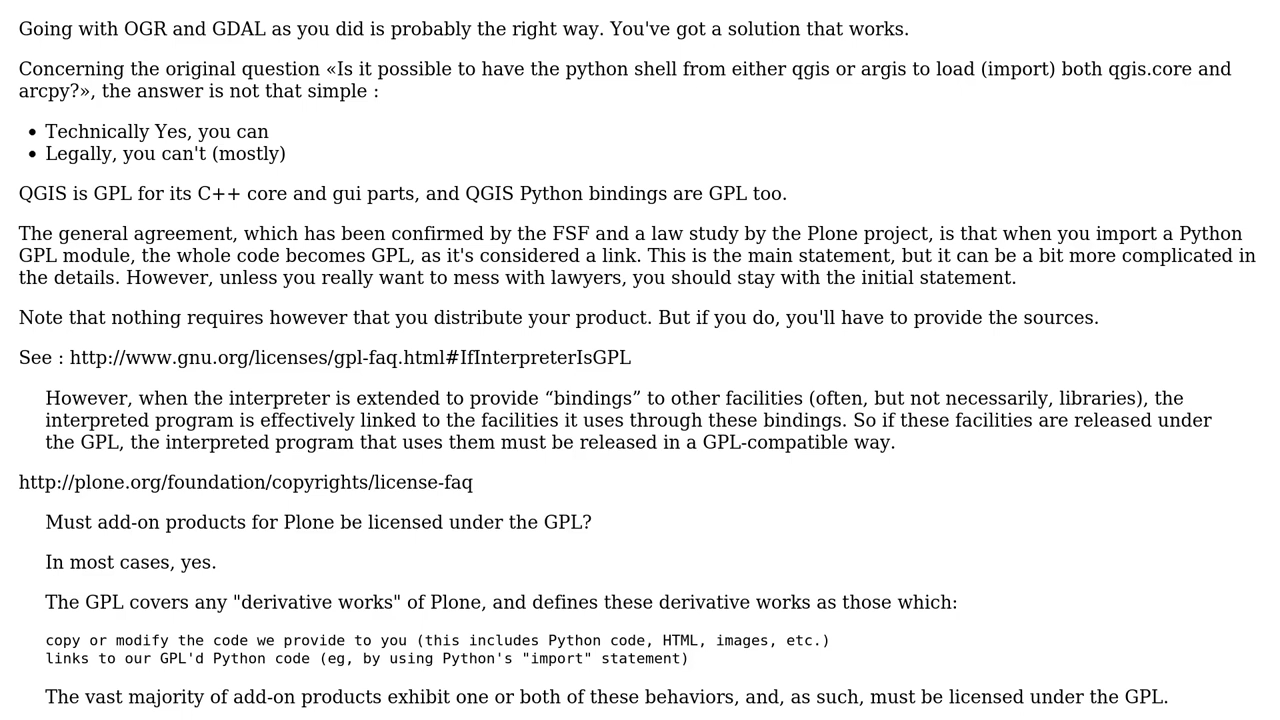 Going with OGR and GDAL as you did is probably the right way. You've got a solution that works.
Concerning the original question «Is it possible to have the python shell from either qgis or argis to load (import) both qgis.core and
arcpy?», the answer is not that simple :
• Technically Yes, you can
• Legally, you can't (mostly)
QGIS is GPL for its C++ core and gui parts, and QGIS Python bindings are GPL too.
The general agreement, which has been confirmed by the FSF and a law study by the Plone project, is that when you import a Python
GPL module, the whole code becomes GPL, as it's considered a link. This is the main statement, but it can be a bit more complicated in
the details. However, unless you really want to mess with lawyers, you should stay with the initial statement.
Note that nothing requires however that you distribute your product. But if you do, you'll have to provide the sources.
See : http://www.gnu.org/licenses/gpl-faq.html#IfInterpreterIsGPL
However, when the interpreter is extended to provide “bindings” to other facilities (often, but not necessarily, libraries), the
interpreted program is effectively linked to the facilities it uses through these bindings. So if these facilities are released under
the GPL, the interpreted program that uses them must be released in a GPL-compatible way.
http://plone.org/foundation/copyrights/license-faq
Must add-on products for Plone be licensed under the GPL?
In most cases, yes.
The GPL covers any "derivative works" of Plone, and defines these derivative works as those which:
copy or modify the code we provide to you (this includes Python code, HTML, images, etc.)
links to our GPL'd Python code (eg, by using Python's "import" statement)
The vast majority of add-on products exhibit one or both of these behaviors, and, as such, must be licensed under the GPL.